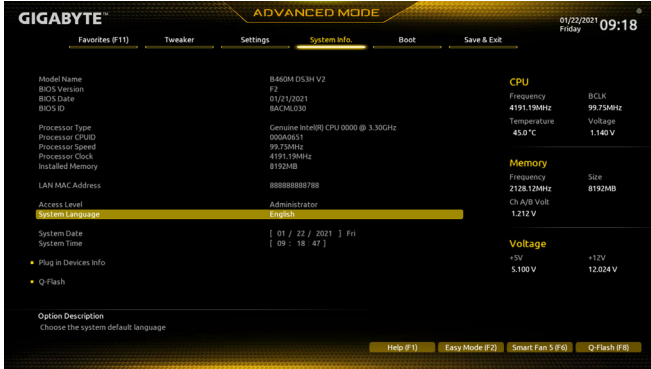 GIGABYTE™
ADVANCED MODE
01/22/2021 Friday 09:18
Favorites (F11) Tweaker Settings System Info. Boot Save & Exit
Model Name B460M DS3H V2
BIOS Version F2
BIOS Date 01/21/2021
BIOS ID 8ACML030
Processor Type Genuine Intel(R) CPU 0000 @ 3.30GHz
Processor CPUID 000A0651
Processor Speed 99.75MHz
Processor Clock 4191.19MHz
Installed Memory 8192MB
LAN MAC Address 888888888788
Access Level Administrator
System Language English
System Date [ 01 / 22 / 2021 ] Fri
System Time [ 09 : 18 : 47 ]
Plug in Devices Info
Q-Flash
CPU
Frequency BCLK
4191.19MHz 99.75MHz
Temperature Voltage
45.0 °C 1.140 V
Memory
Frequency Size
2128.12MHz 8192MB
Ch A/B Volt
1.212 V
Voltage
+5V +12V
5.100 V 12.024 V
Option Description
Choose the system default language
Help (F1) Easy Mode (F2) Smart Fan 5 (F6) Q-Flash (F8)